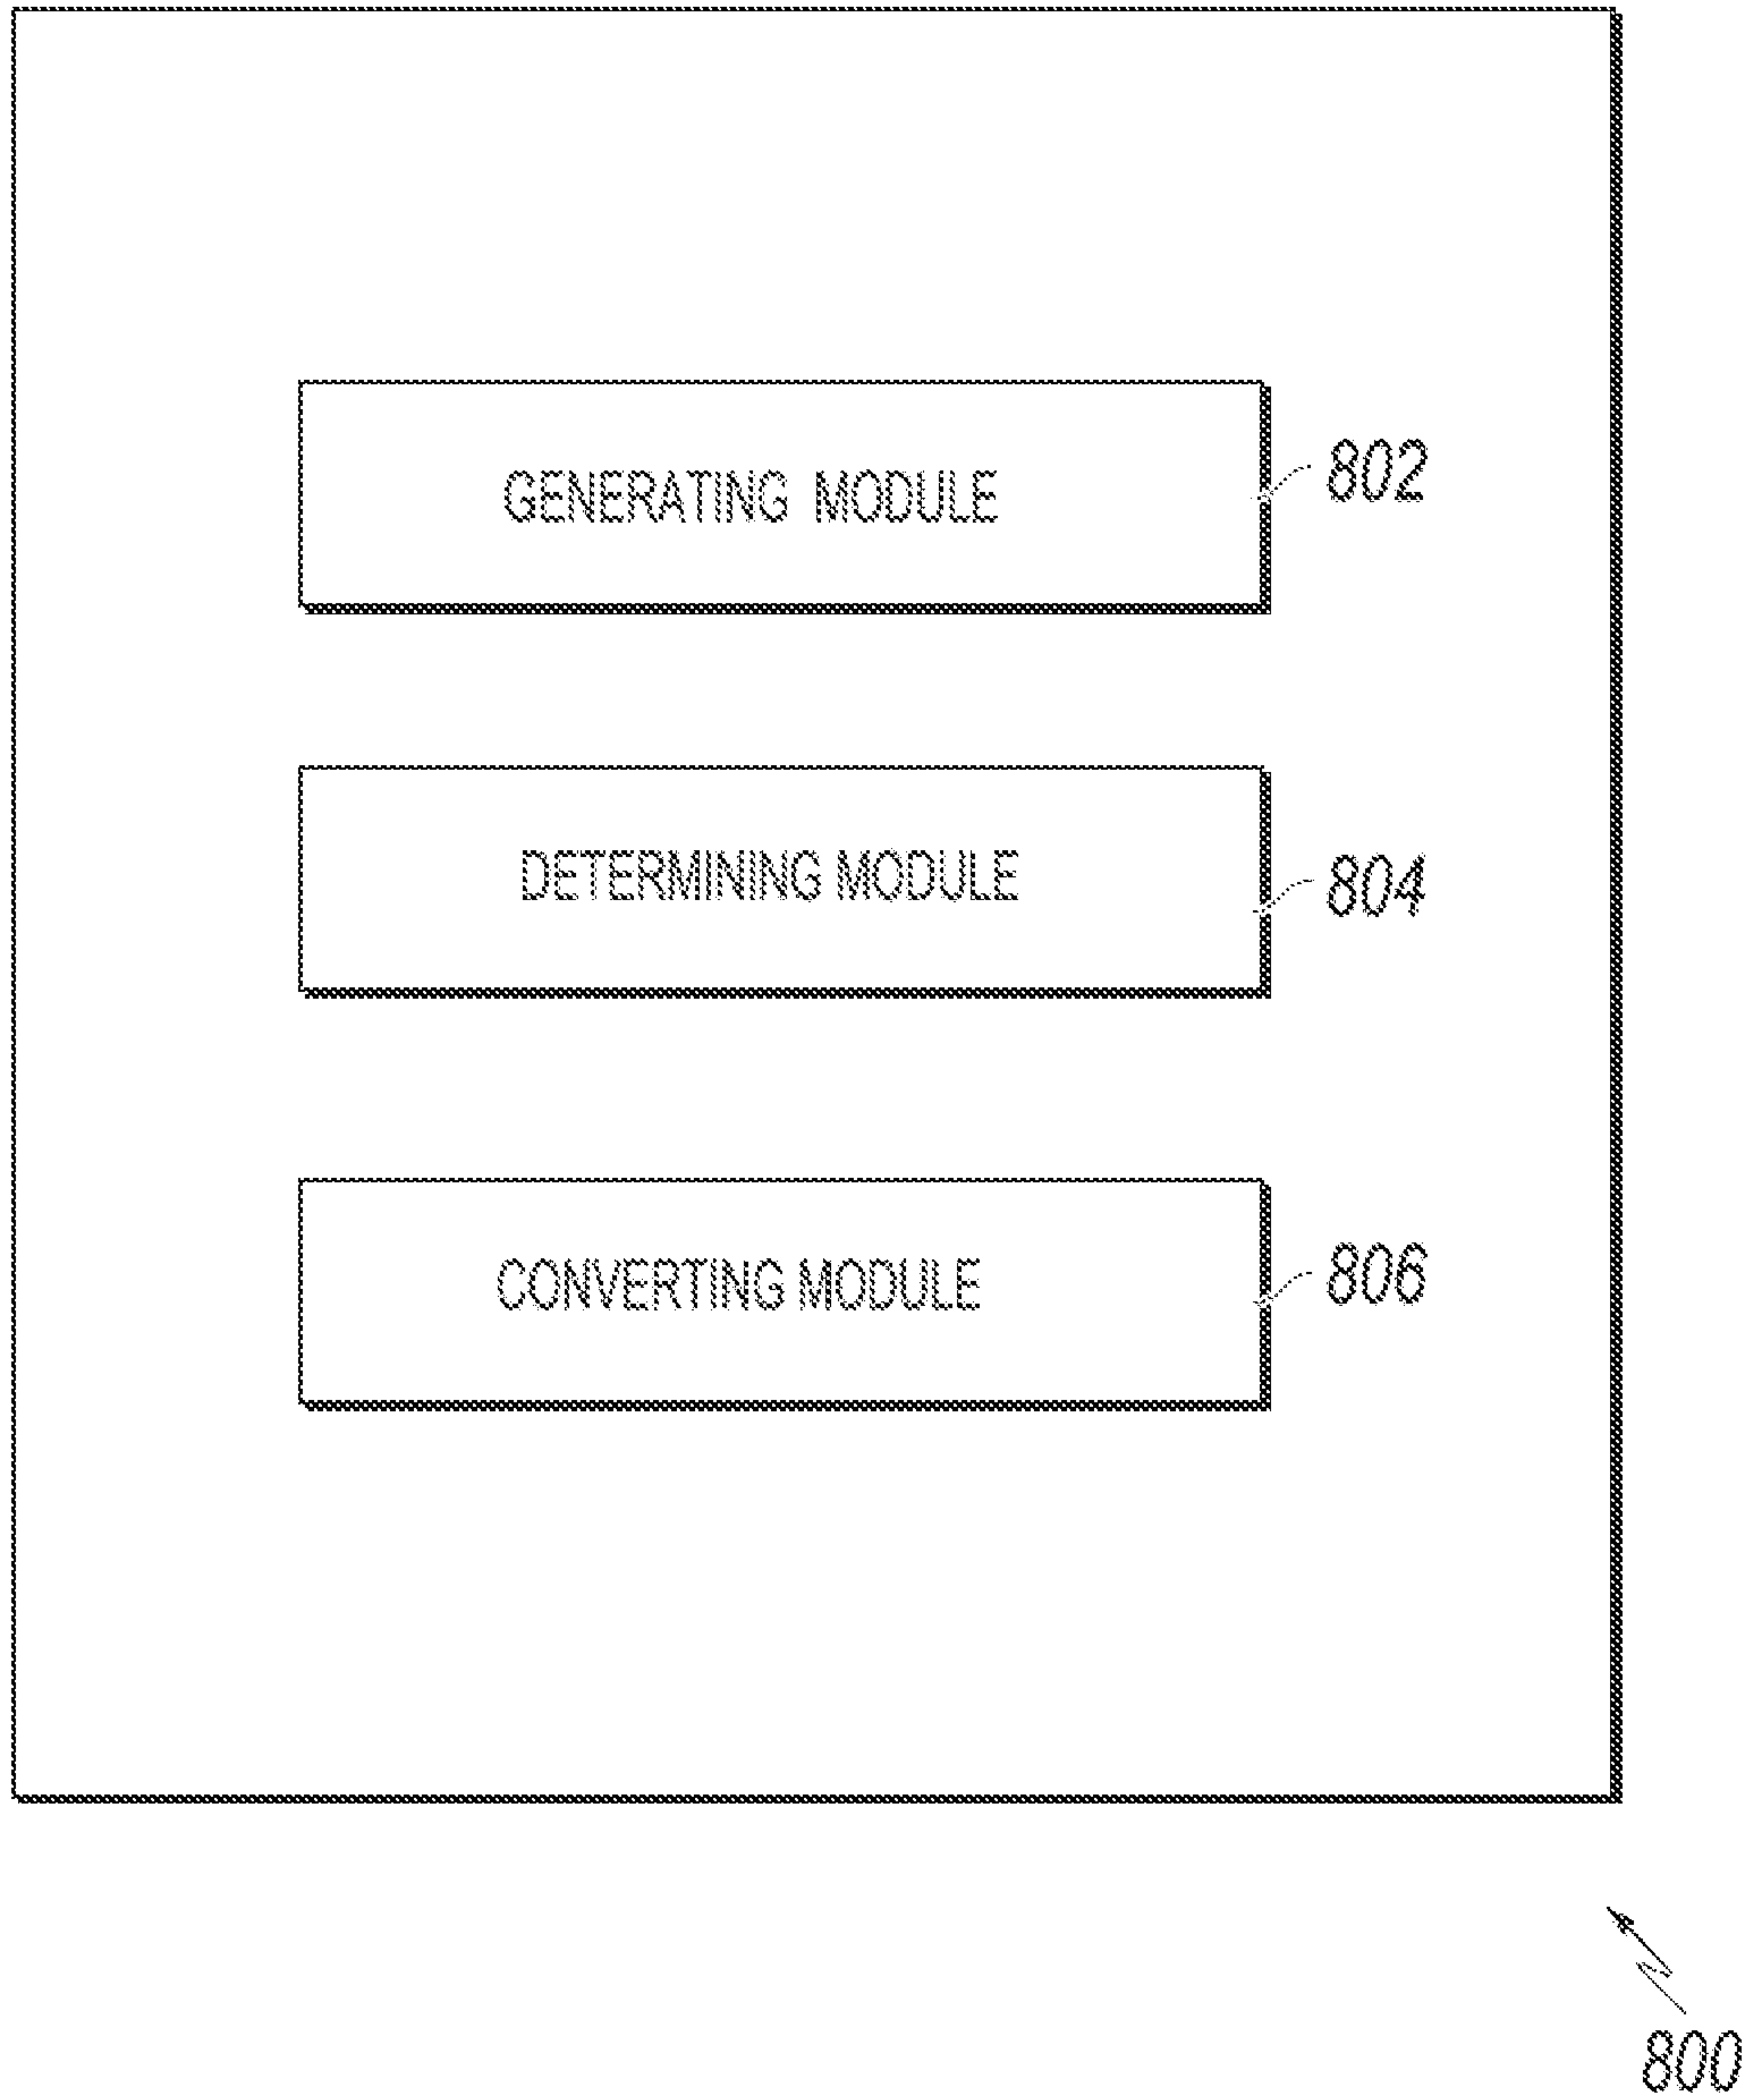 GENERATING MODULE
802
DETERMINING MODULE
804
CONVERTING MODULE
806
800